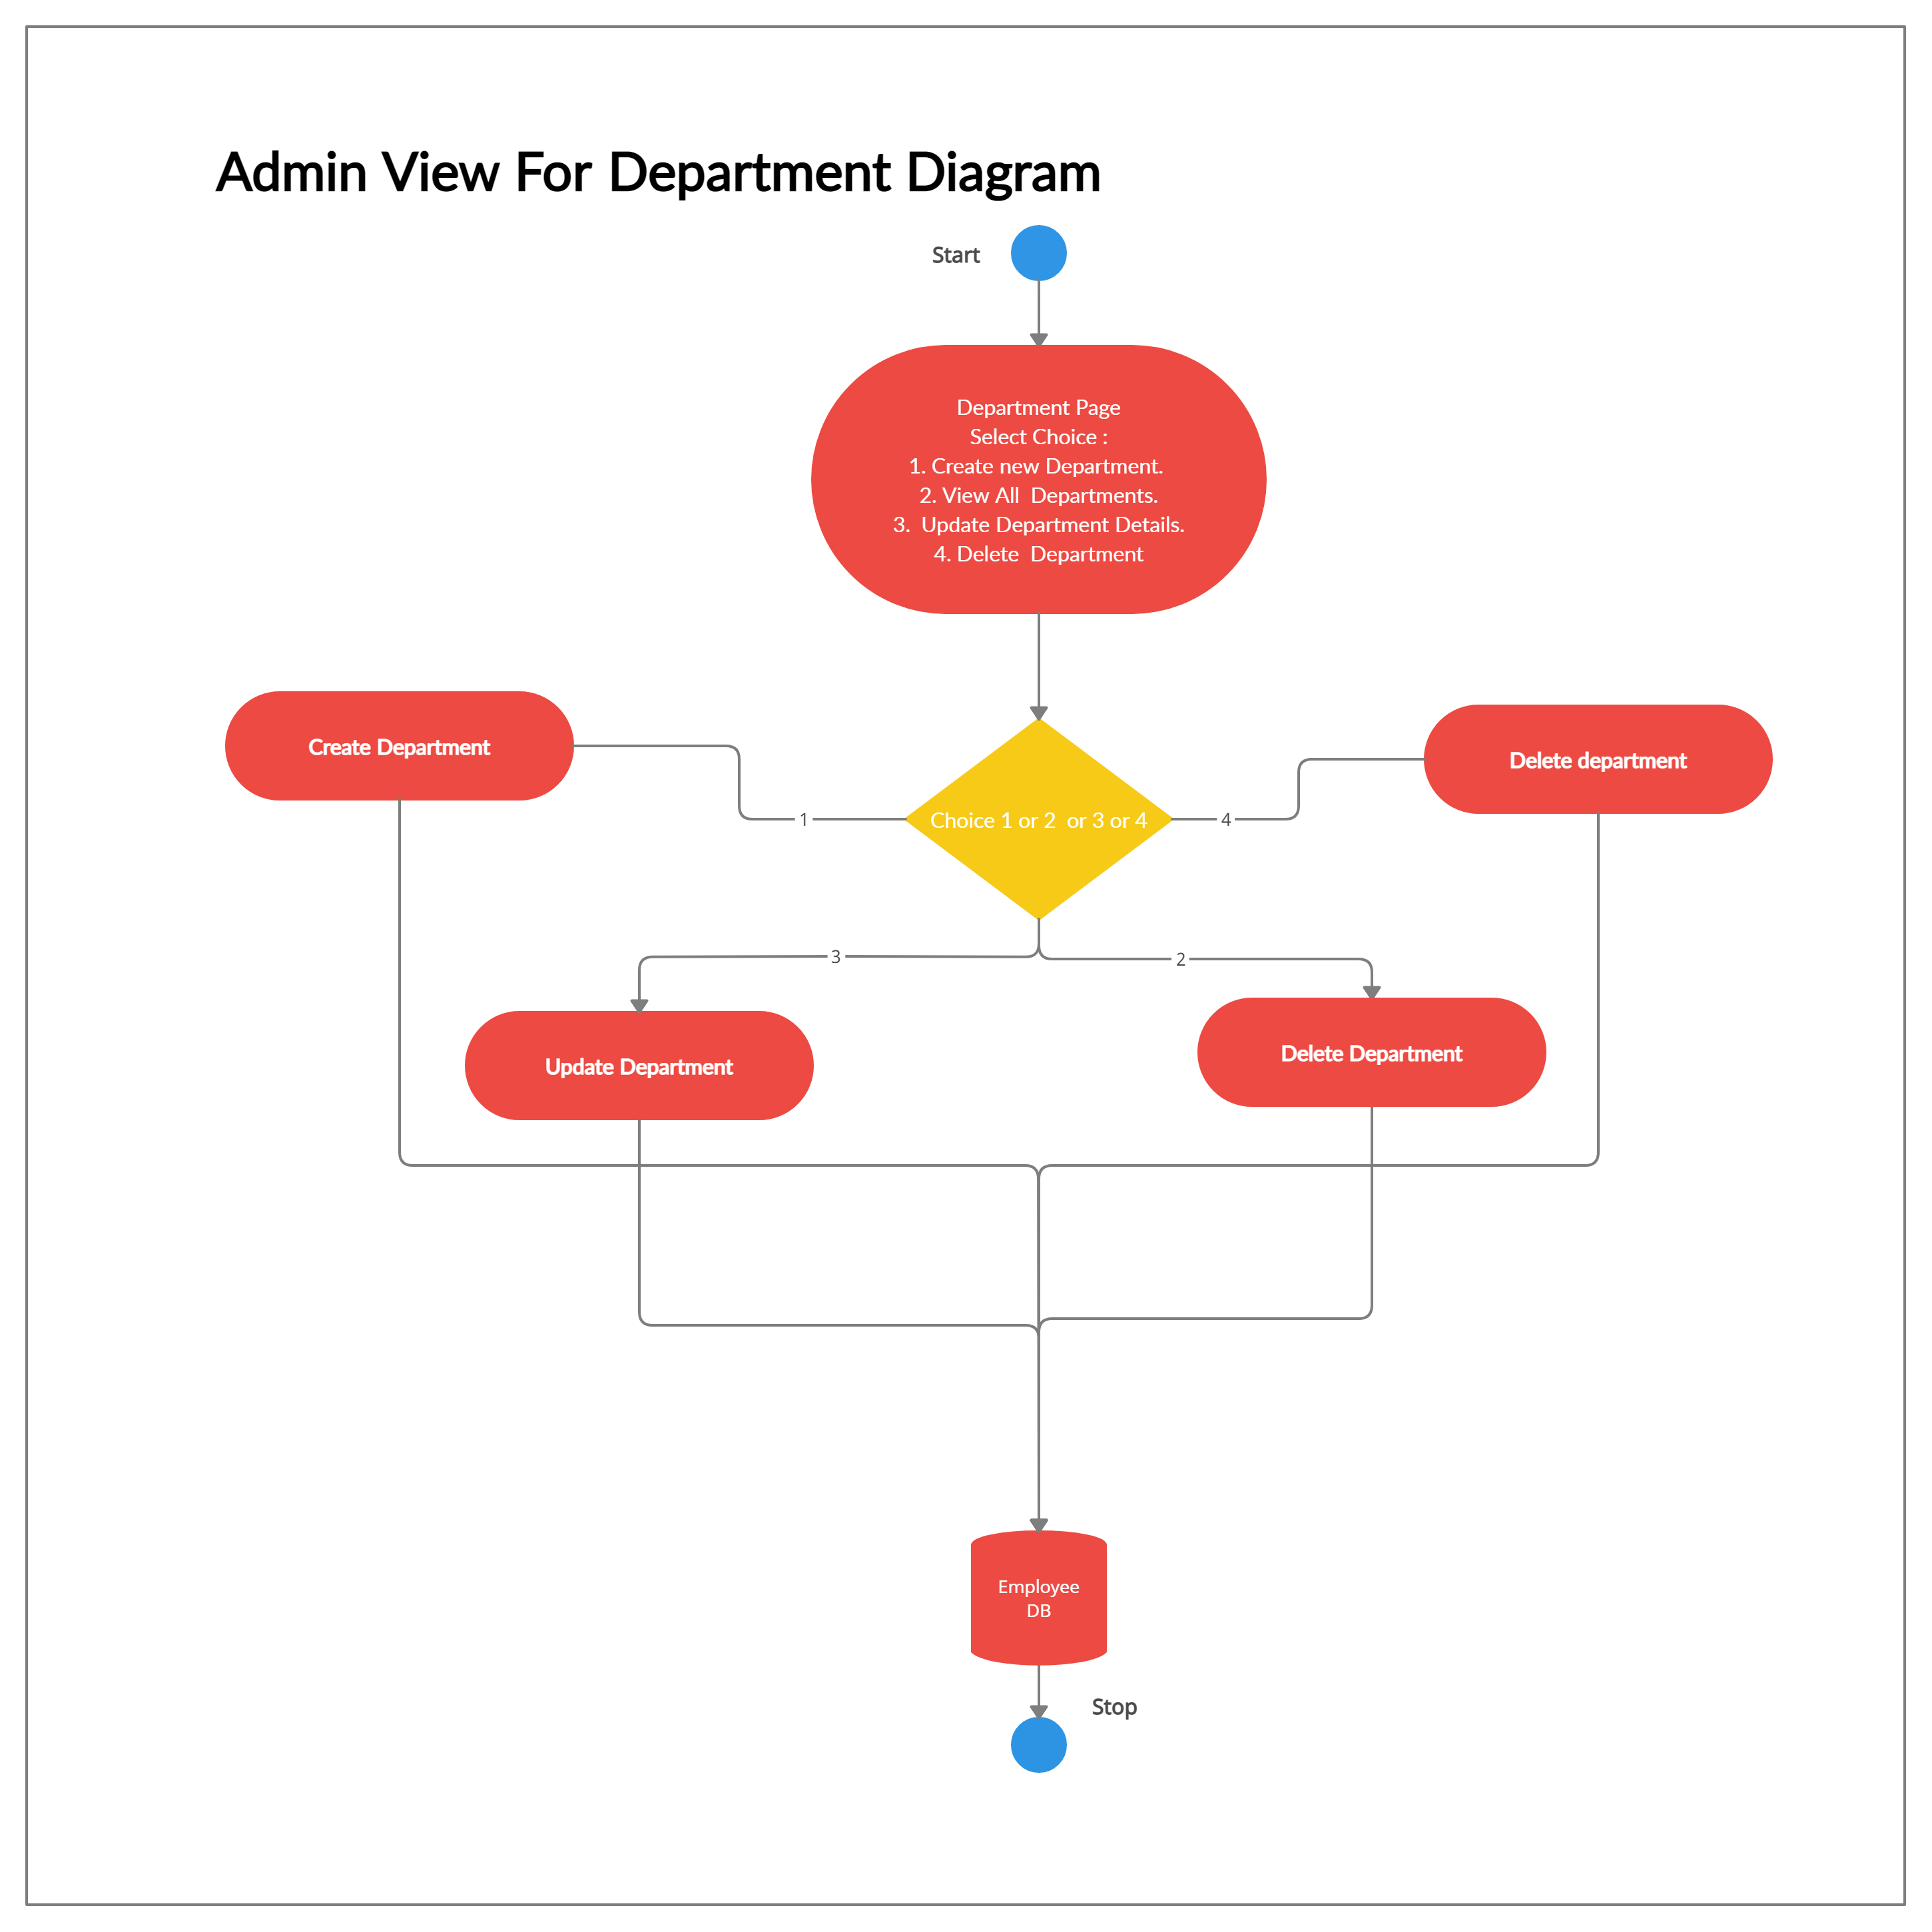 Admin View For Department Diagram
Start
Department Page
Select Choice :
1. Create new Department.
2. View All  Departments.
3.  Update Department Details.
4. Delete  Department
Create Department
Delete department
Choice 1 or 2  or 3 or 4
1
4
3
2
Update Department
Delete Department
Employee
DB
Stop